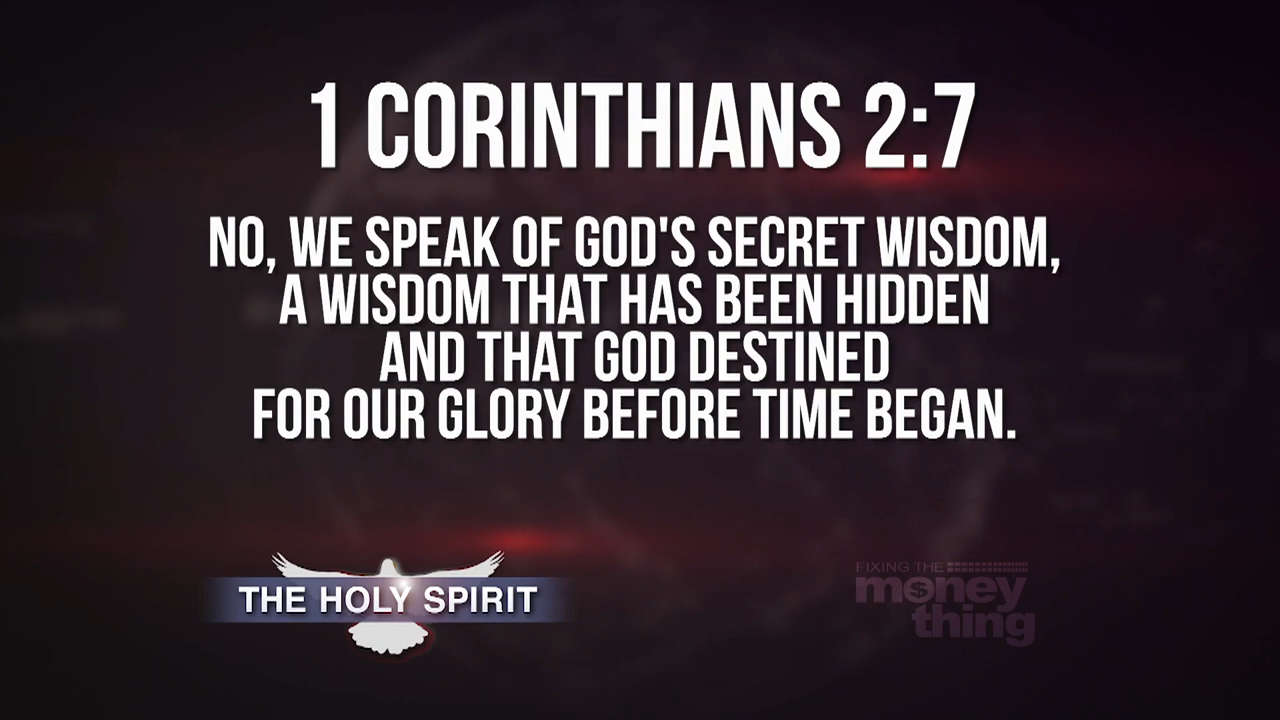 1 CORINTHIANS 2:7
NO, WE SPEAK OF GOD'S SECRET WISDOM,
A WISDOM THAT HAS BEEN HIDDEN
AND THAT GOD DESTINED
FOR OUR GLORY BEFORE TIME BEGAN.
THE HOLY SPIRIT
FIXING THE
money
thing